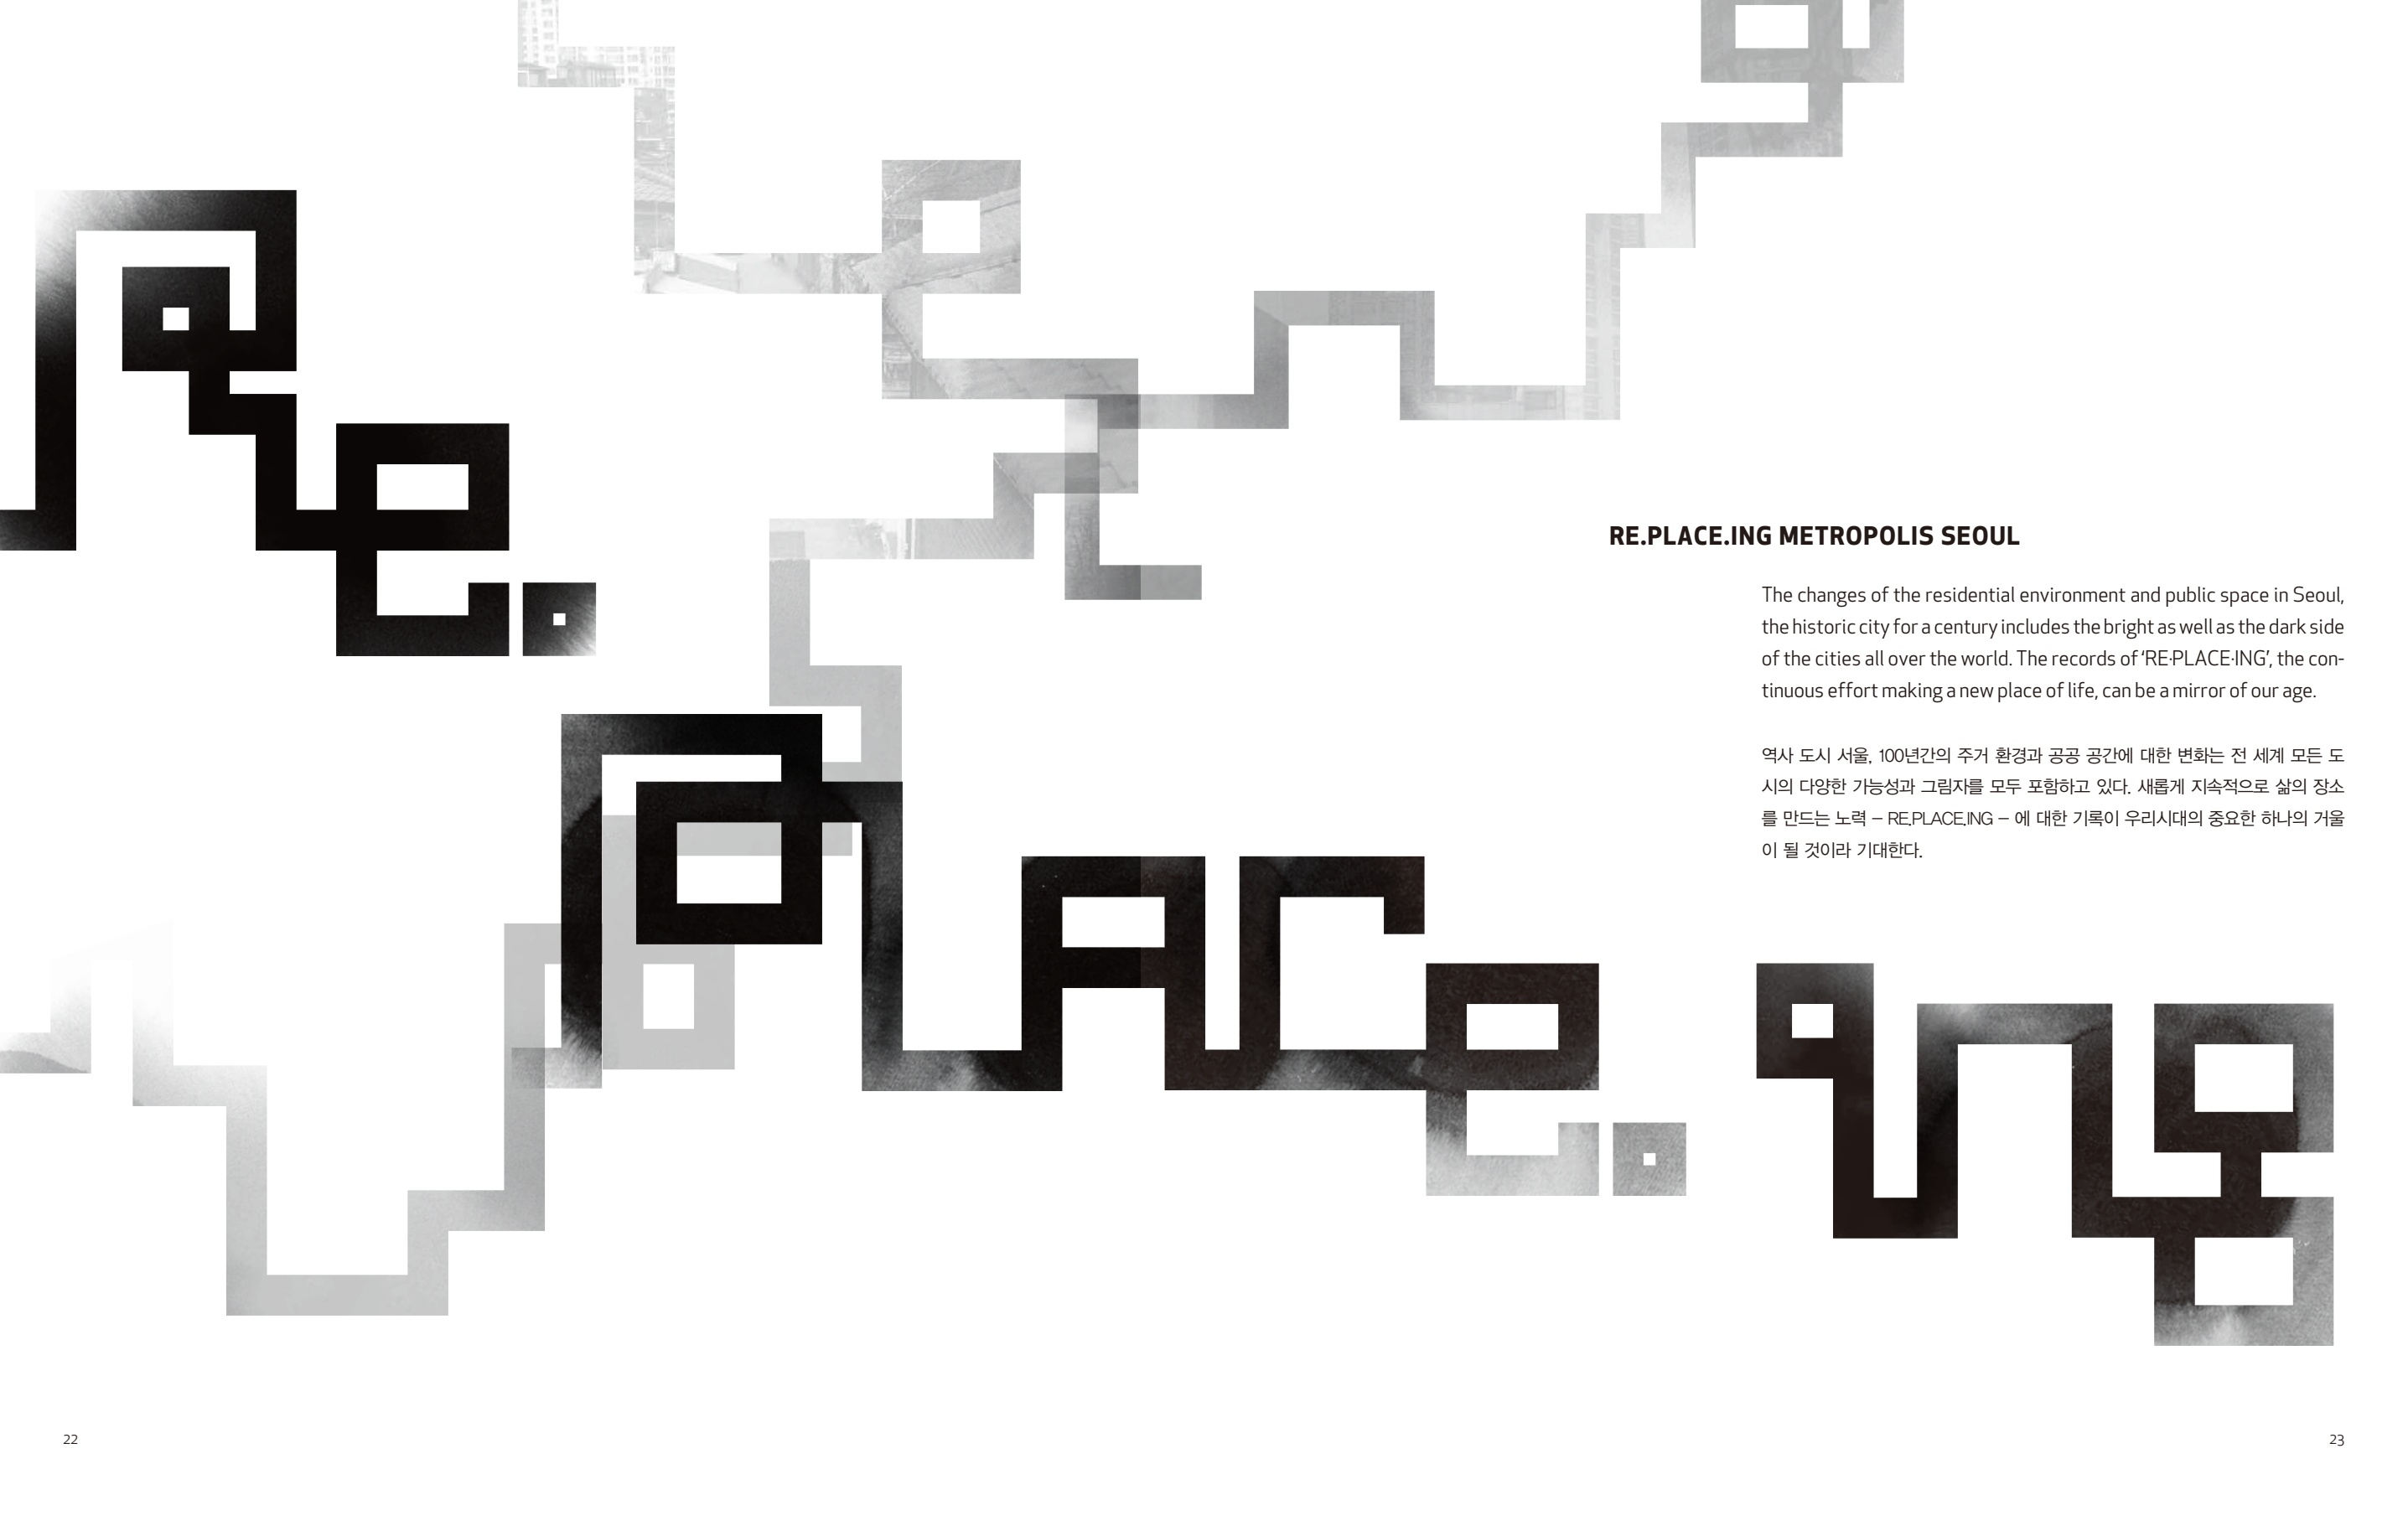 Re.
PLACe.
ing
RE.PLACE.ING METROPOLIS SEOUL
The changes of the residential environment and public space in Seoul,
the historic city for a century includes the bright as well as the dark side
of the cities all over the world. The records of ‘RE·PLACE·ING’, the con-
tinuous effort making a new place of life, can be a mirror of our age.
역사 도시 서울, 100년간의 주거 환경과 공공 공간에 대한 변화는 전 세계 모든 도
시의 다양한 가능성과 그림자를 모두 포함하고 있다. 새롭게 지속적으로 삶의 장소
를 만드는 노력 – RE.PLACE.ING – 에 대한 기록이 우리시대의 중요한 하나의 거울
이 될 것이라 기대한다.
22
23